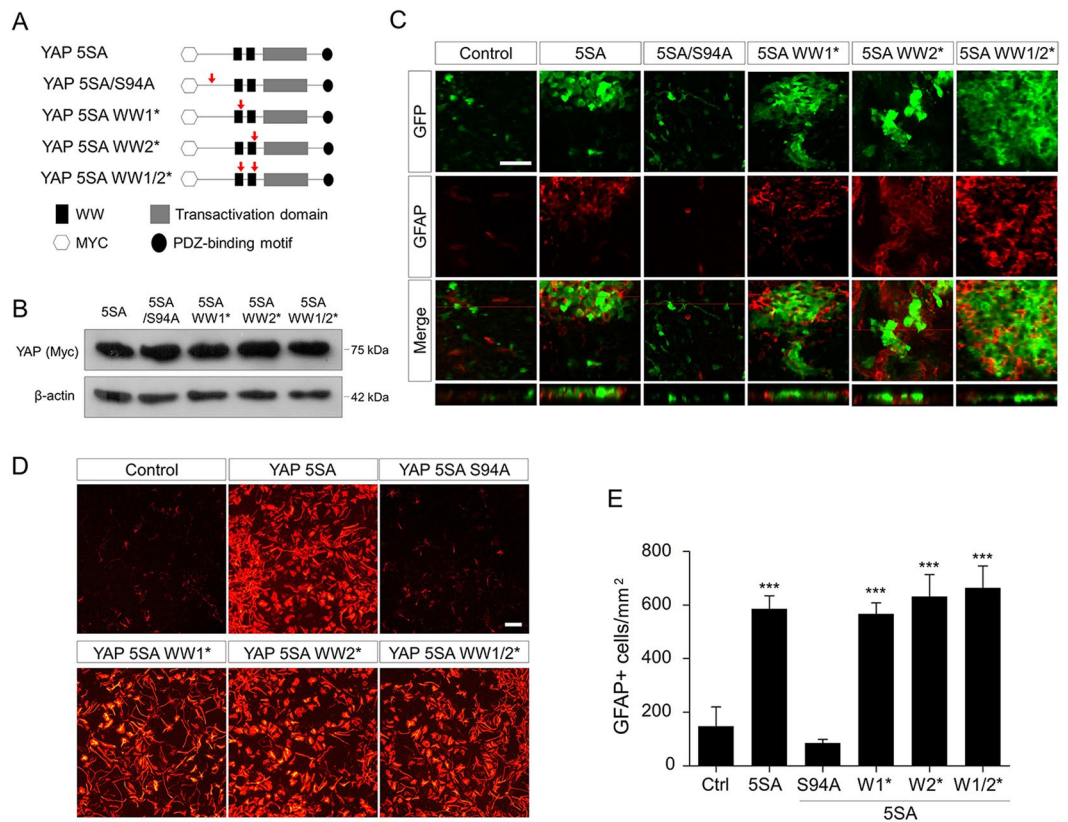 A
YAP 5SA
YAP 5SA/S94A
YAP 5SA WW1*
YAP 5SA WW2*
YAP 5SA WW1/2*
WW
Transactivation domain
MYC
PDZ-binding motif
B
5SA
5SA /S94A
5SA WW1*
5SA WW2*
5SA WW1/2*
YAP (Myc)
75 kDa
β-actin
42 kDa
C
Control
5SA
5SA/S94A
5SA WW1*
5SA WW2*
5SA WW1/2*
GFP
GFAP
Merge
D
Control
YAP 5SA
YAP 5SA S94A
YAP 5SA WW1*
YAP 5SA WW2*
YAP 5SA WW1/2*
E
GFAP+ cells/mm²
800
600
400
200
0
***
***
***
***
Ctrl
5SA
S94A
W1*
W2*
W1/2*
5SA